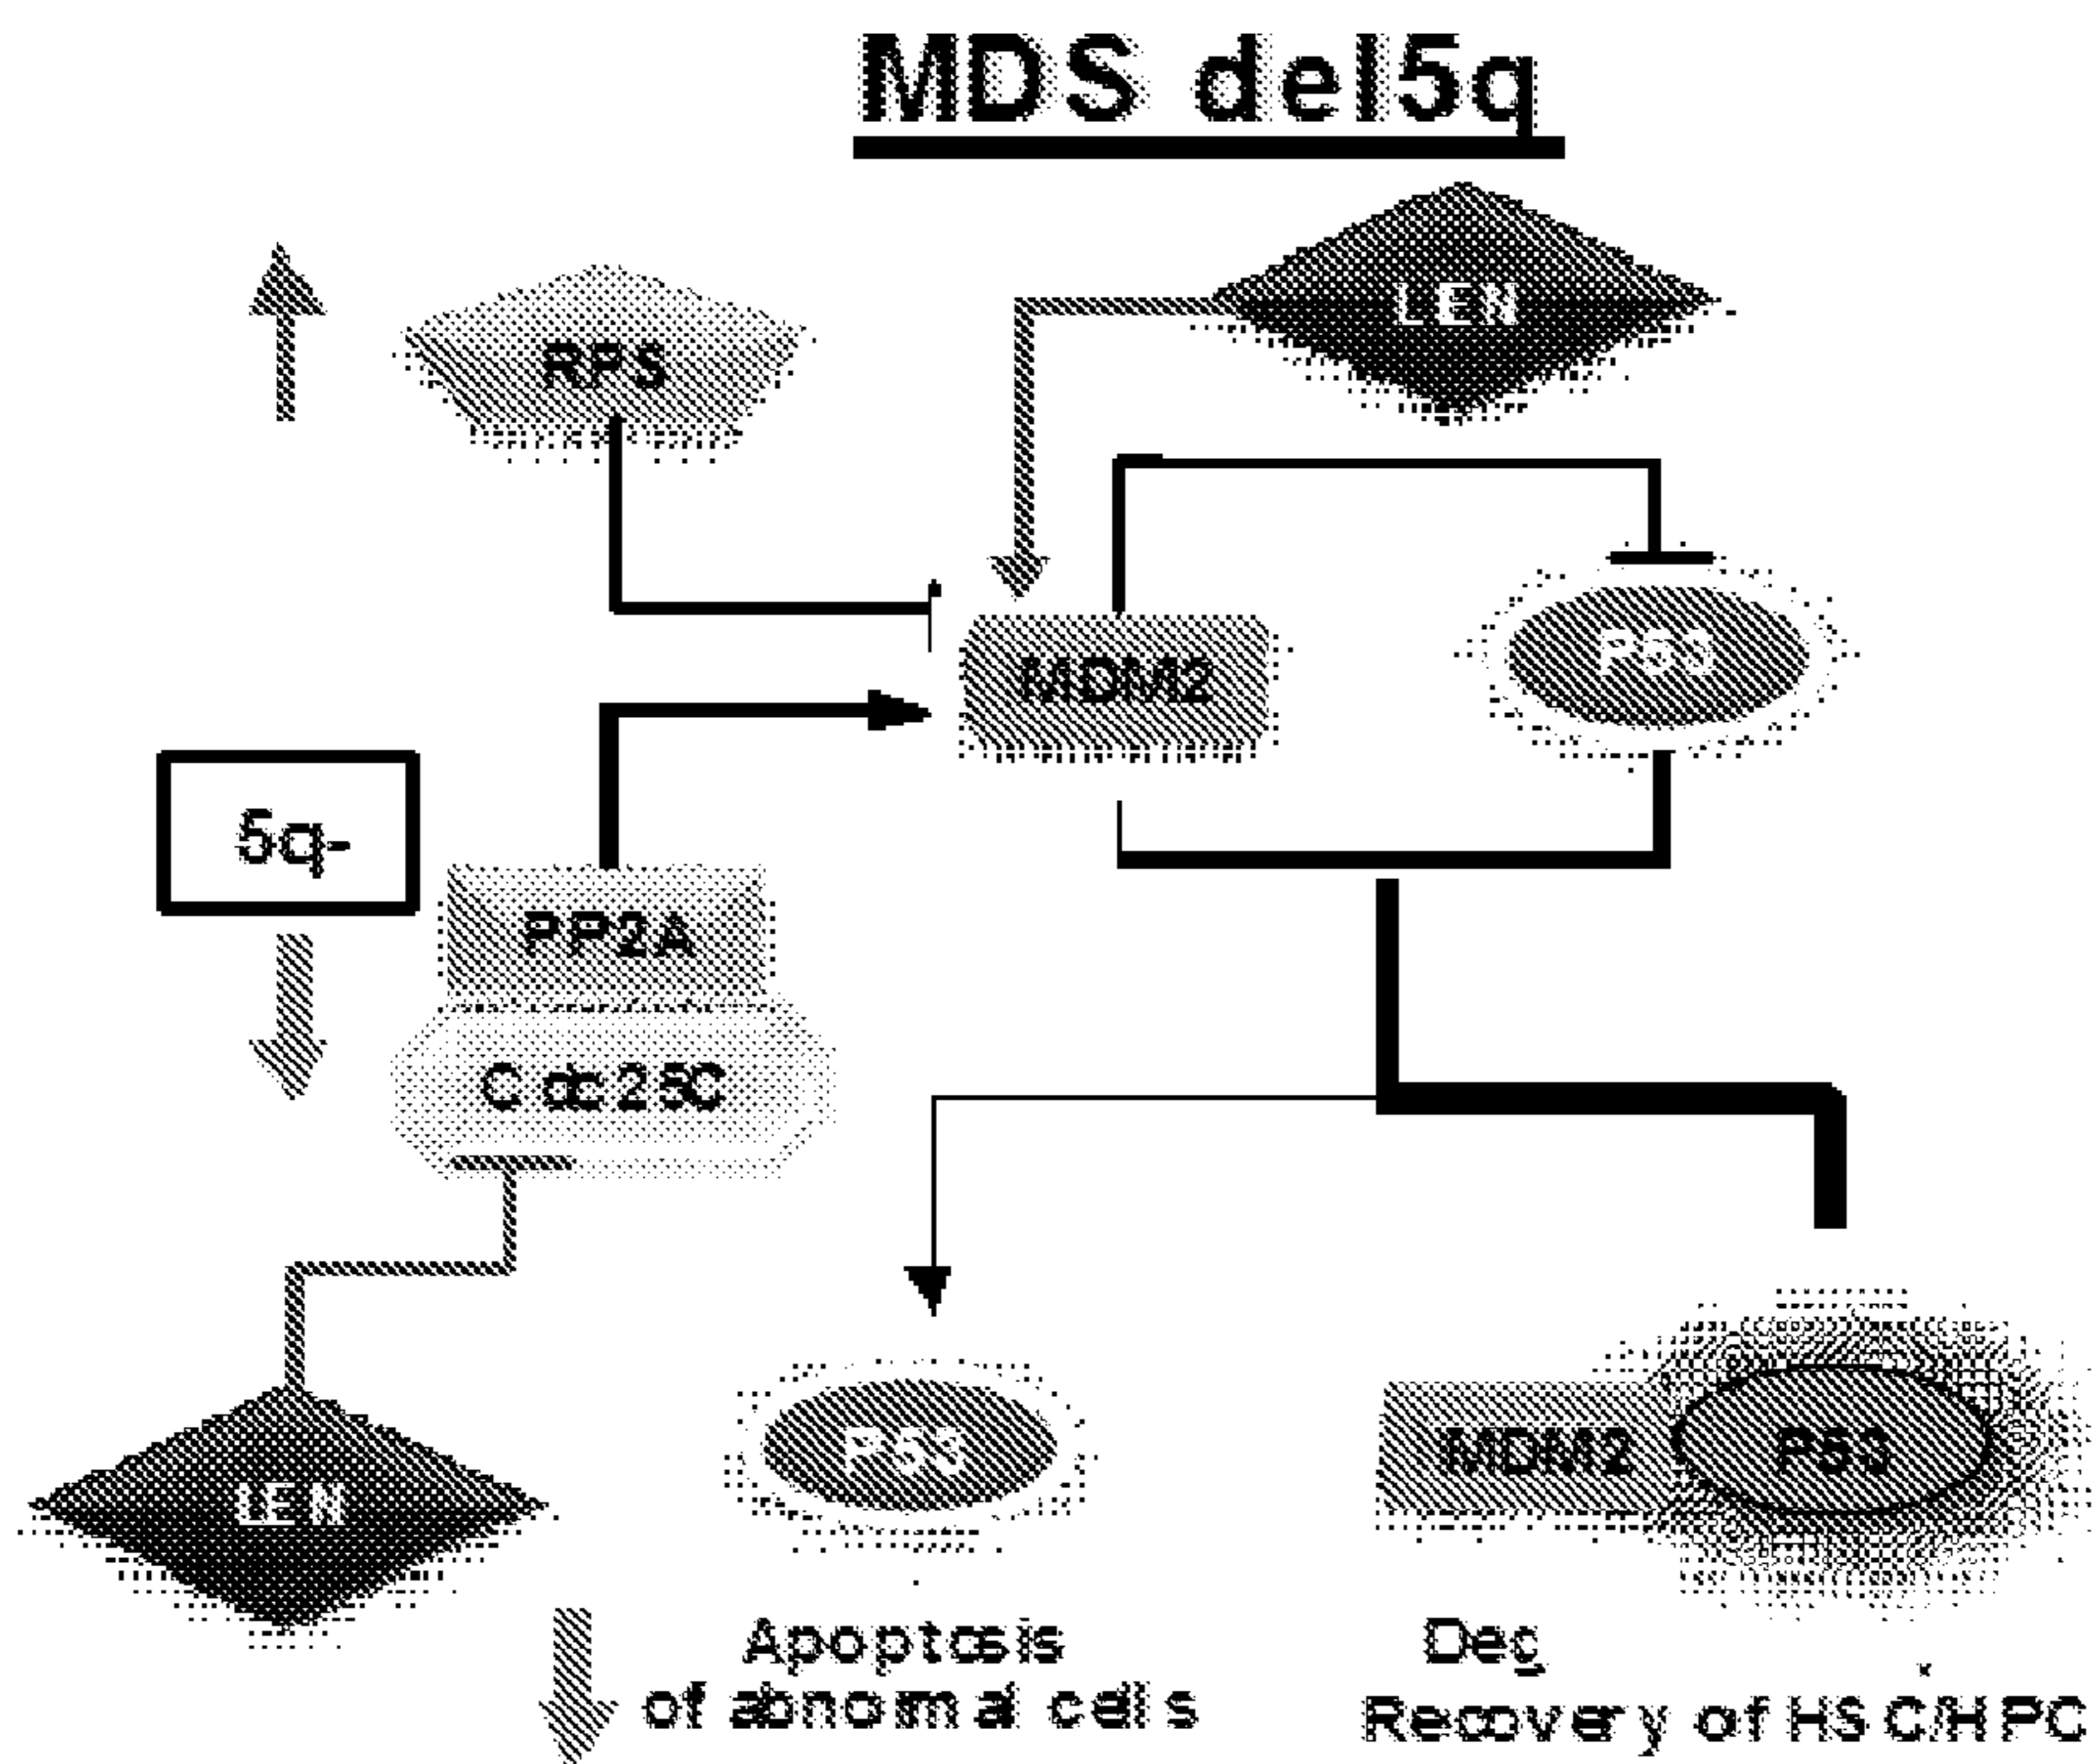 MDS del5q
LEN
RPS
MDM2
P53
5q-
PP2A
Cdc25C
LEN
P53
MDM2
P53
Apoptosis
of abnormal cells
Deg
Recovery of HSC/HPC